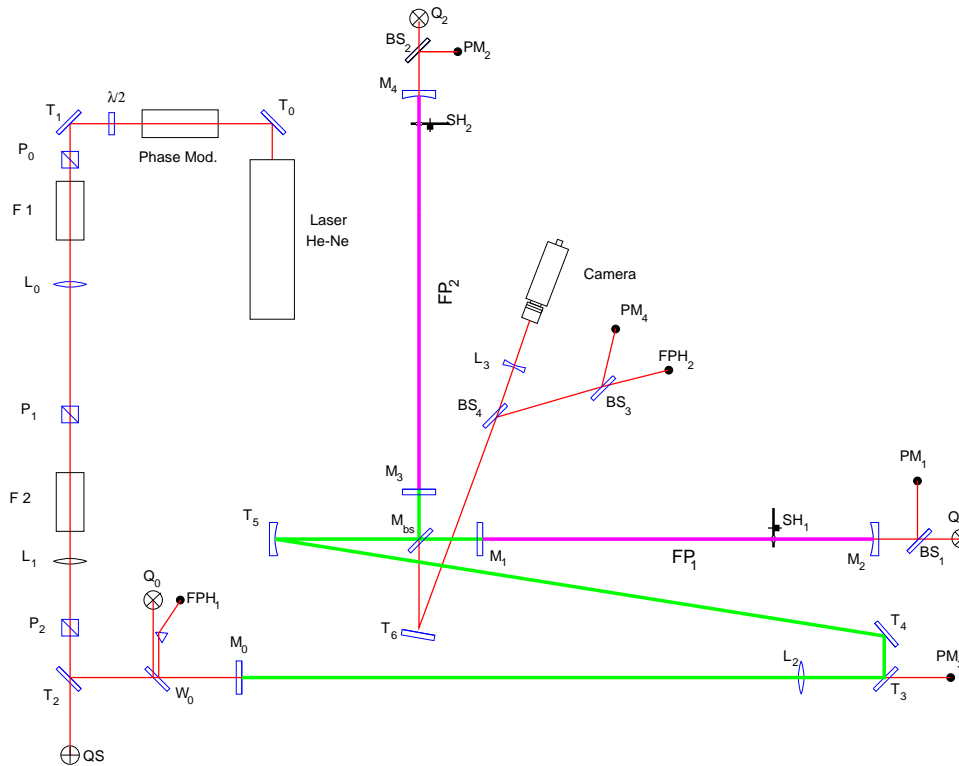 Q2
BS2
PM2
M4
λ/2
T1
T0
SH2
P0
Phase Mod.
F 1
Laser
He-Ne
FP2
Camera
L0
PM4
L3
FPH2
BS4
BS3
P1
M3
PM1
F 2
T5
Mbs
SH1
Q
M1
FP1
M2
BS1
L1
Q0
FPH1
P2
T6
T4
M0
L2
PM
T2
W0
T3
QS